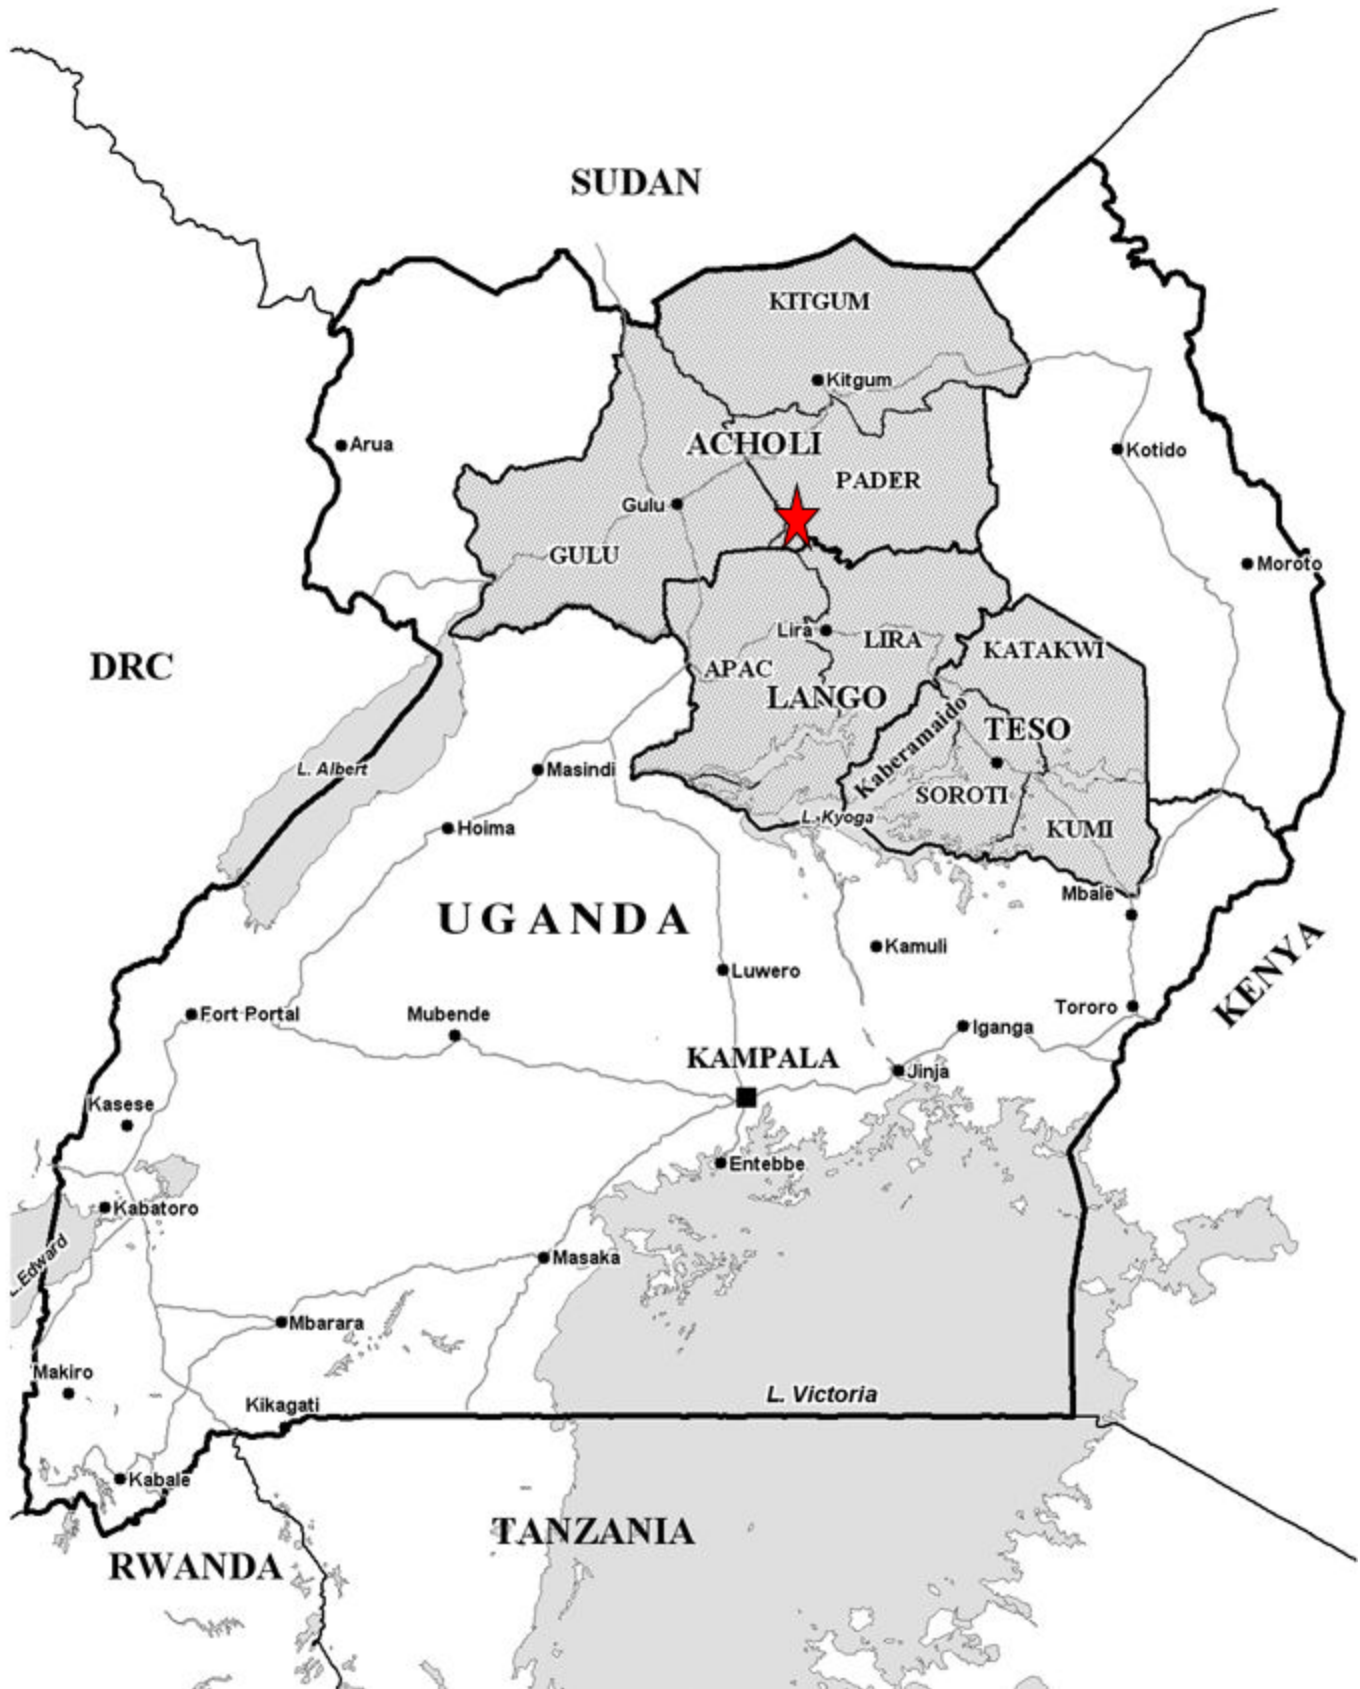 SUDAN
KITGUM
Kitgum
ACHOLI
Arua
Kotido
PADER
Gulu
GULU
Moroto
Lira
LIRA
KATAKWI
DRC
APAC
LANGO
Kaberamaido
TESO
L. Albert
Masindi
SOROTI
L. Kyoga
Hoima
KUMI
Mbale
UGANDA
Kamuli
KENYA
Luwero
Fort Portal
Mubende
Tororo
Iganga
KAMPALA
Jinja
Kasese
Entebbe
Kabatoro
L.Edward
Masaka
Mbarara
Makiro
L. Victoria
Kikagati
Kabale
TANZANIA
RWANDA